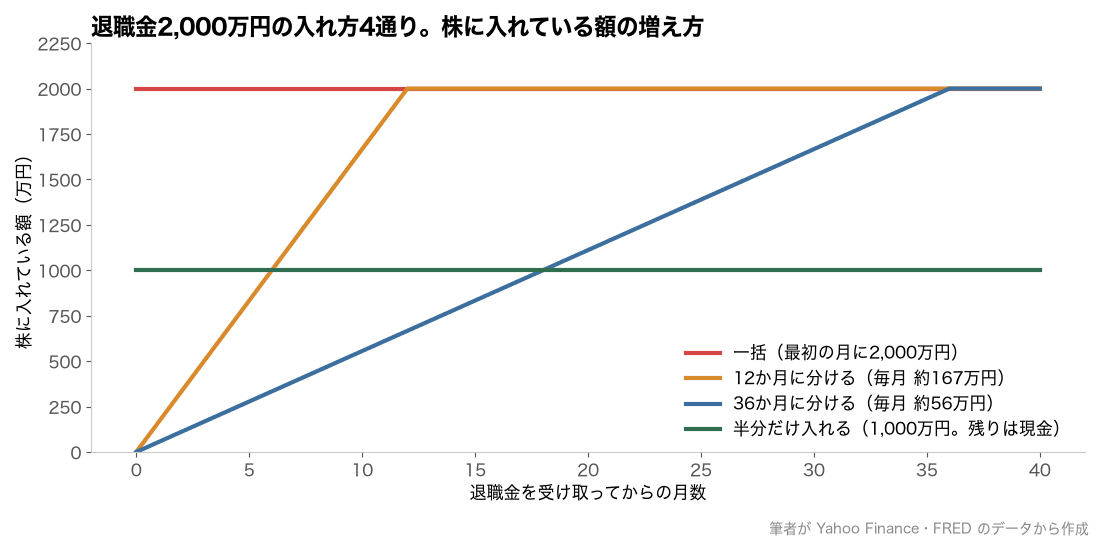 退職金2,000万円の入れ方4通り。株に入れている額の増え方
株に入れている額（万円）
2250
2000
1750
1500
1250
1000
750
500
250
0
0 5 10 15 20 25 30 35 40
退職金を受け取ってからの月数
一括（最初の月に2,000万円）
12か月に分ける（毎月 約167万円）
36か月に分ける（毎月 約56万円）
半分だけ入れる（1,000万円。残りは現金）
筆者が Yahoo Finance・FRED のデータから作成